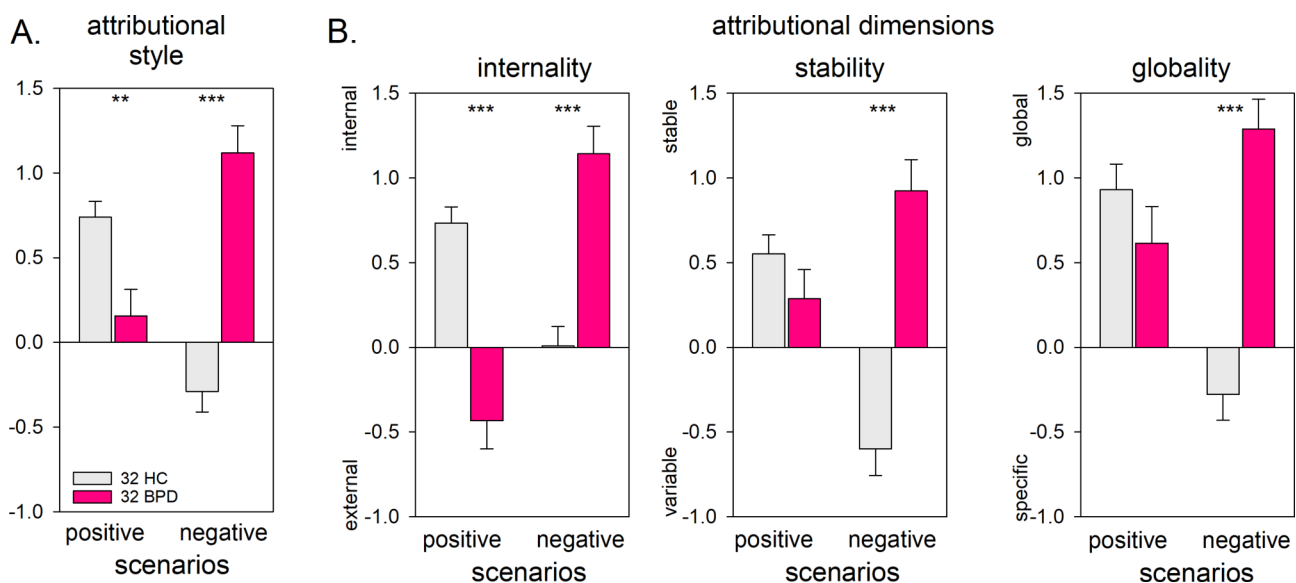 A.
attributional
style
1.5
1.0
0.5
0.0
-0.5
-1.0
** ***
32 HC
32 BPD
positive negative
scenarios
B.
attributional dimensions
internality
1.5
1.0
0.5
0.0
-0.5
-1.0
internal
external
*** ***
positive negative
scenarios
stability
1.5
1.0
0.5
0.0
-0.5
-1.0
stable
variable
***
positive negative
scenarios
globality
1.5
1.0
0.5
0.0
-0.5
-1.0
global
specific
***
positive negative
scenarios